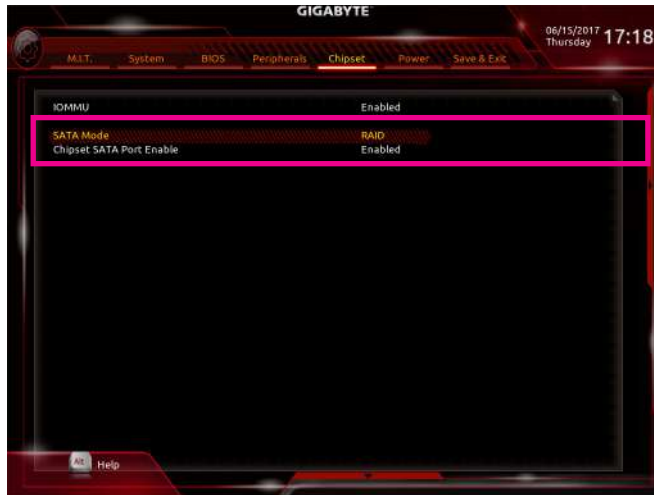 GIGABYTE
06/15/2017
Thursday
17:18
M.I.T. System BIOS Peripherals Chipset Power Save & Exit
IOMMU Enabled
SATA Mode RAID
Chipset SATA Port Enable Enabled
Alt Help